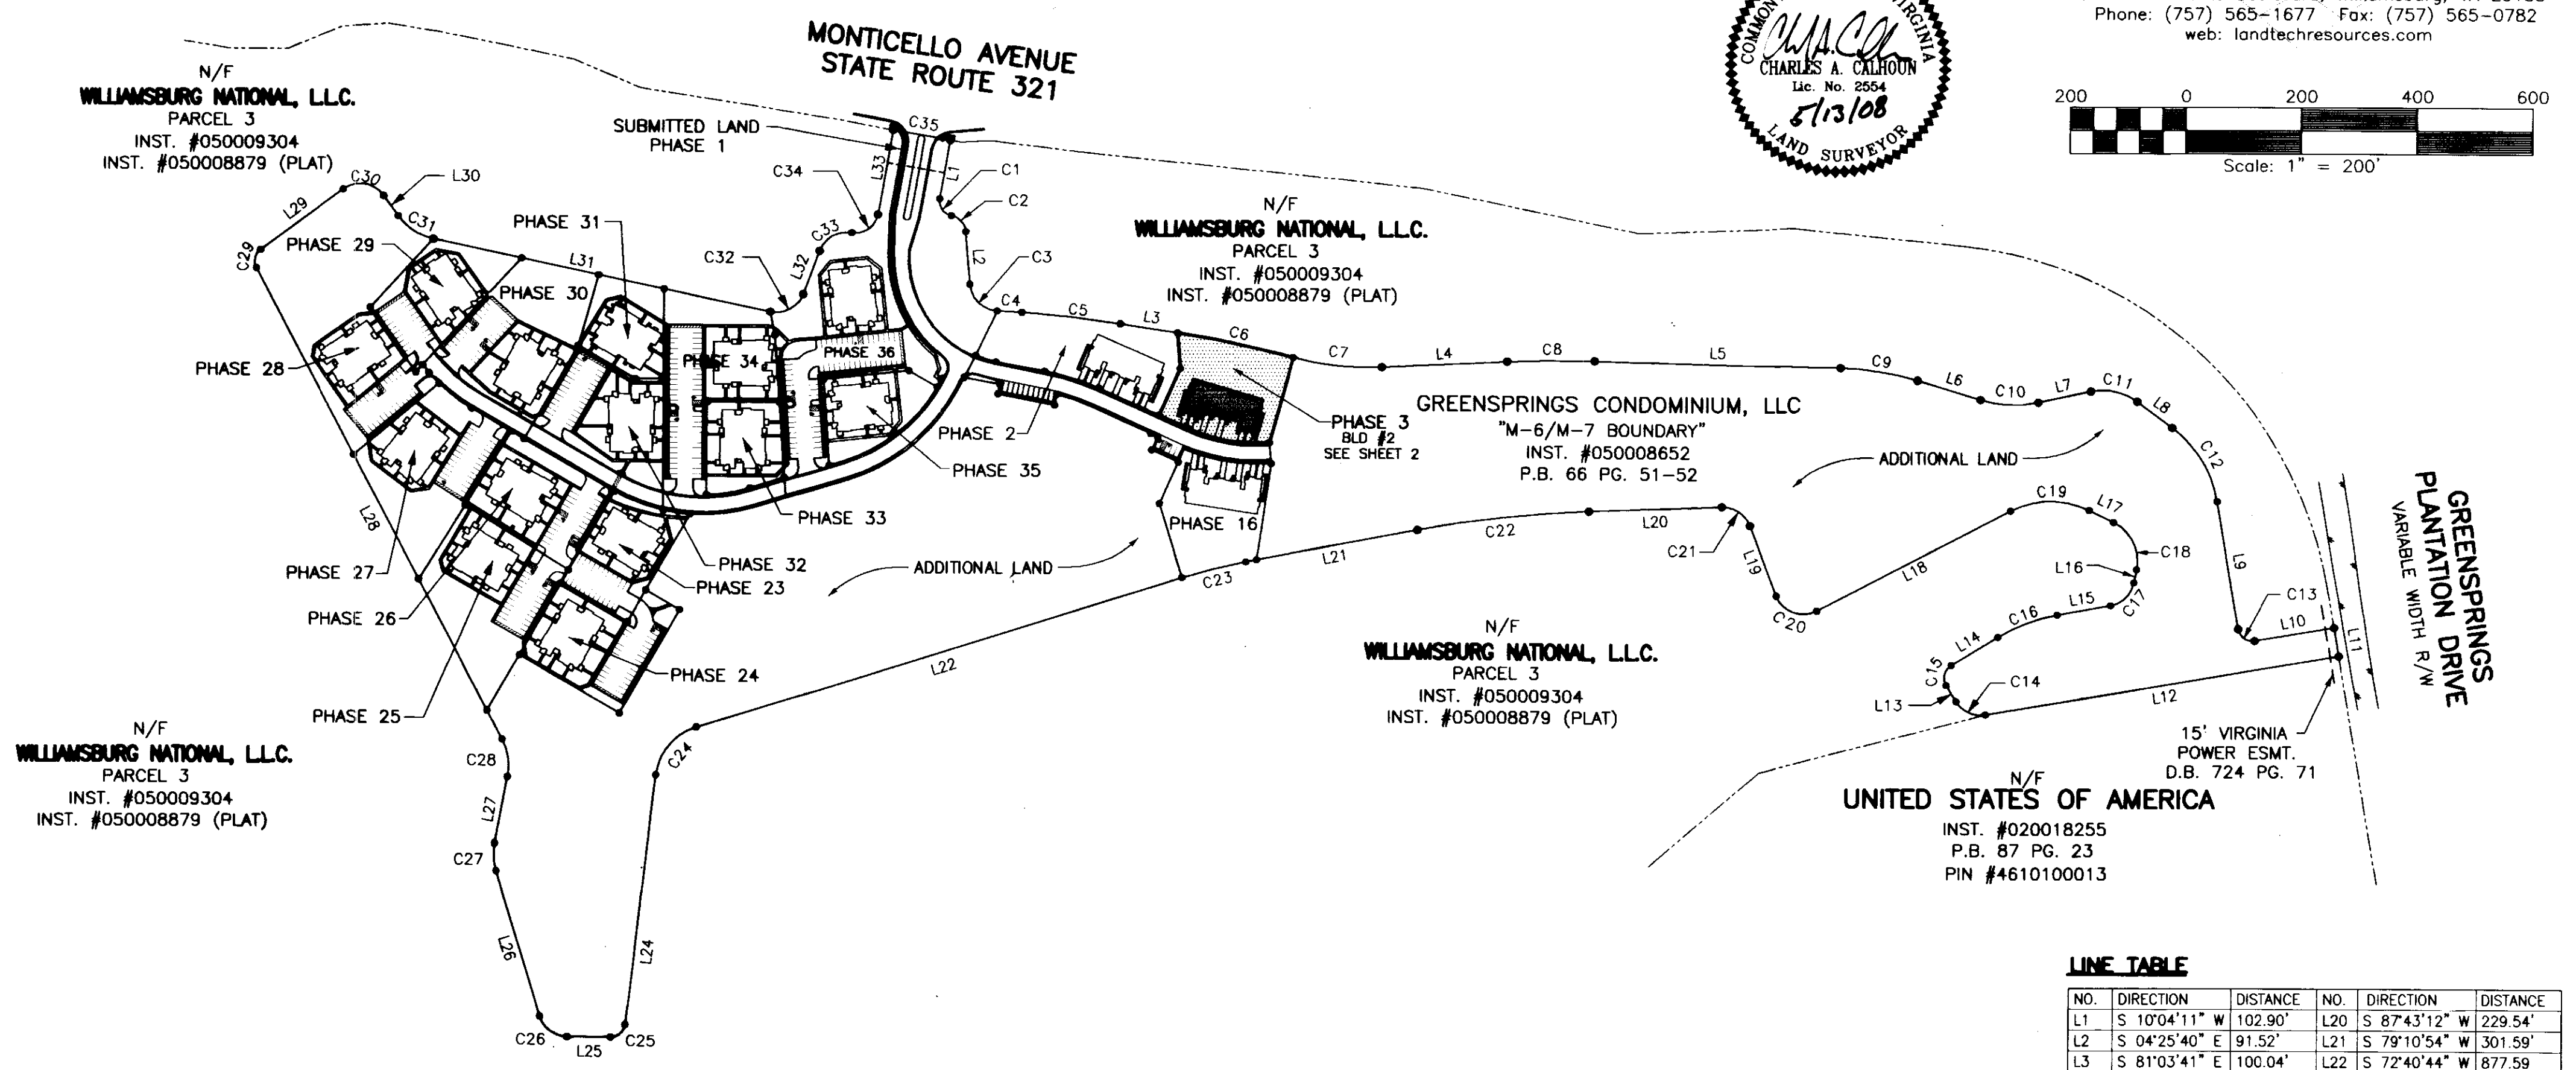 MONTICELLO AVENUE
STATE ROUTE 321
COMMON
VIRGINIA
CHARLES A. CALHOUN
Lic. No. 2554
5/13/08
LAND SURVEYOR
Phone: (757) 565-1677 Fax: (757) 565-0782
web: landtechresources.com
200 0 200 400 600
Scale: 1" = 200'
N/F
WILLIAMSBURG NATIONAL, L.L.C.
PARCEL 3
INST. #050009304
INST. #050008879 (PLAT)
SUBMITTED LAND
PHASE 1
C35
L33
L1
C34
C1
C2
C33
C32
L32
L2
C3
C30
L30
L29
C31
C29
L31
PHASE 31
PHASE 29
PHASE 30
PHASE 28
PHASE 34
PHASE 36
N/F
WILLIAMSBURG NATIONAL, L.L.C.
PARCEL 3
INST. #050009304
INST. #050008879 (PLAT)
C4
C5
L3
C6
C7
L4
C8
L5
C9
L6
C10
L7
C11
L8
C12
PHASE 2
PHASE 3
BLD #2
SEE SHEET 2
GREENSPRINGS CONDOMINIUM, LLC
"M-6/M-7 BOUNDARY"
INST. #050008652
P.B. 66 PG. 51-52
ADDITIONAL LAND
PHASE 35
PHASE 33
PHASE 32
PHASE 23
PHASE 16
L28
PHASE 27
PHASE 26
PHASE 24
PHASE 25
ADDITIONAL LAND
C23
L21
C22
L20
C21
L19
C20
L18
C19
L17
C18
L16
C17
L15
C16
L14
C15
L13
C14
L9
C13
L10
L11
L12
GREENSPRINGS
PLANTATION DRIVE
VARIABLE WIDTH R/W
15' VIRGINIA
POWER ESMT.
D.B. 724 PG. 71
N/F
WILLIAMSBURG NATIONAL, L.L.C.
PARCEL 3
INST. #050009304
INST. #050008879 (PLAT)
L22
C24
N/F
WILLIAMSBURG NATIONAL, L.L.C.
PARCEL 3
INST. #050009304
INST. #050008879 (PLAT)
C28
L27
C27
L26
L24
C26
L25
C25
N/F
UNITED STATES OF AMERICA
INST. #020018255
P.B. 87 PG. 23
PIN #4610100013
LINE TABLE
NO. DIRECTION DISTANCE NO. DIRECTION DISTANCE
L1 S 10°04'11" W 102.90' L20 S 87°43'12" W 229.54'
L2 S 04°25'40" E 91.52' L21 S 79°10'54" W 301.59'
L3 S 81°03'41" E 100.04' L22 S 72°40'44" W 877.59